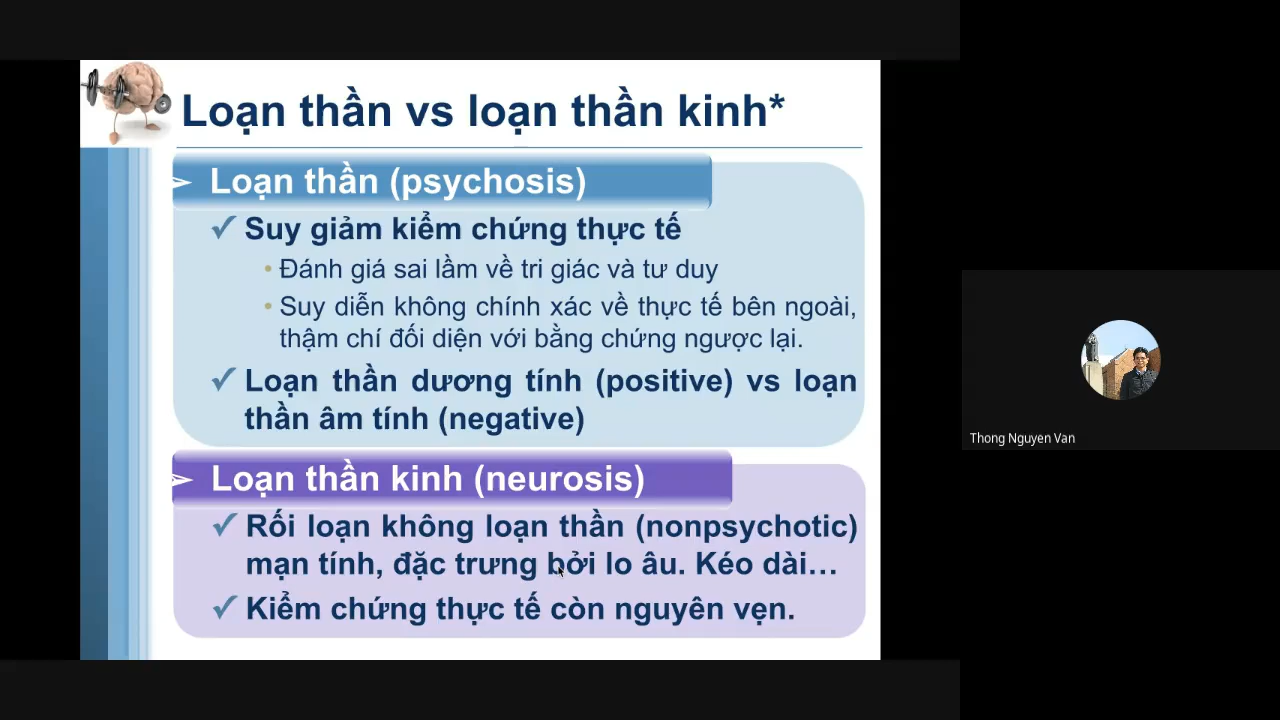 Loạn thần vs loạn thần kinh*
➢ Loạn thần (psychosis)
✓ Suy giảm kiểm chứng thực tế
• Đánh giá sai lầm về tri giác và tư duy
• Suy diễn không chính xác về thực tế bên ngoài,
thậm chí đối diện với bằng chứng ngược lại.
✓ Loạn thần dương tính (positive) vs loạn
thần âm tính (negative)
➢ Loạn thần kinh (neurosis)
✓ Rối loạn không loạn thần (nonpsychotic)
mạn tính, đặc trưng bởi lo âu. Kéo dài…
✓ Kiểm chứng thực tế còn nguyên vẹn.
Thong Nguyen Van